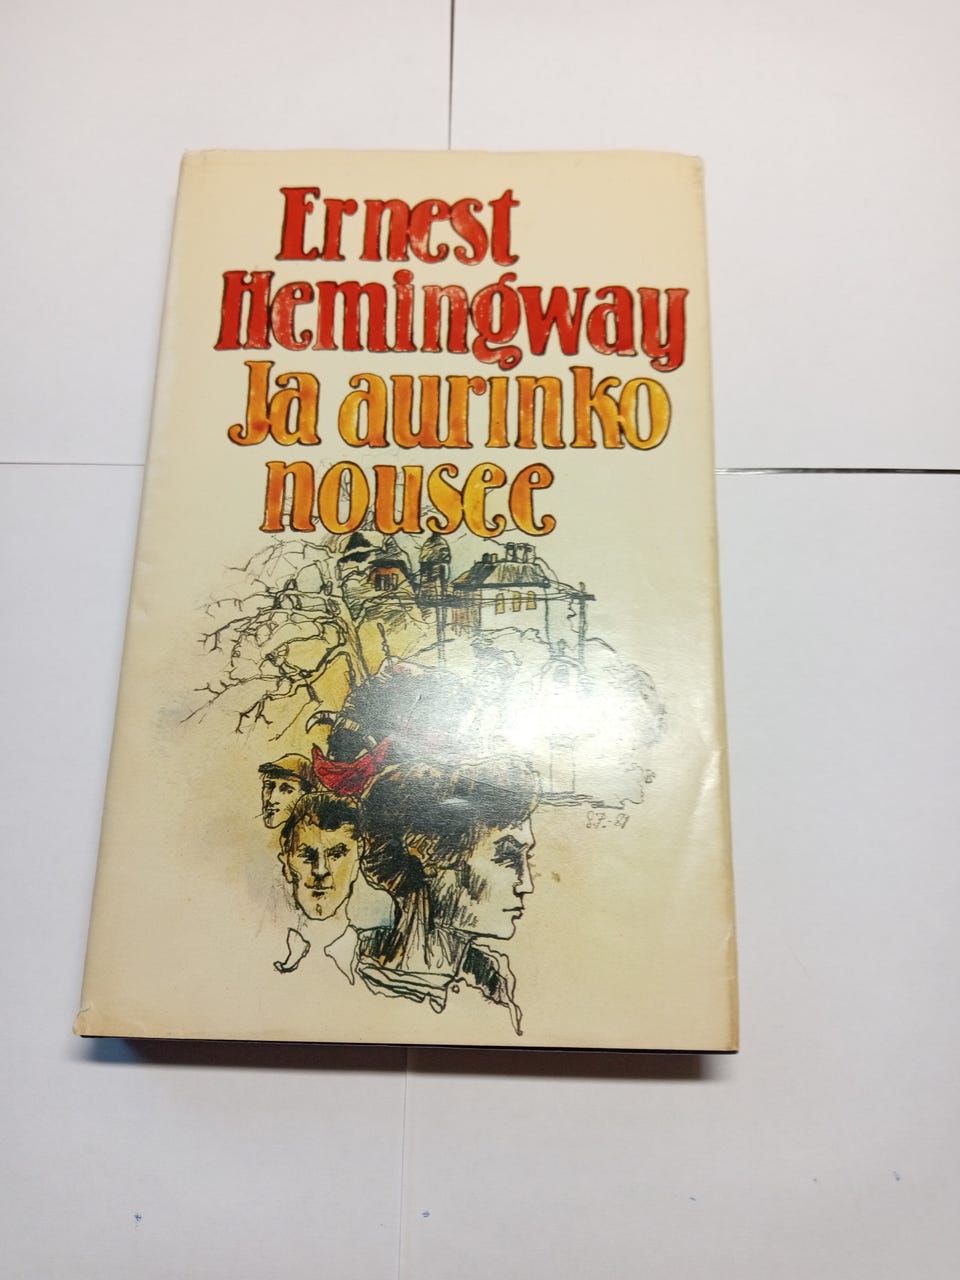 Ernest
Hemingway
Ja aurinko
nousee